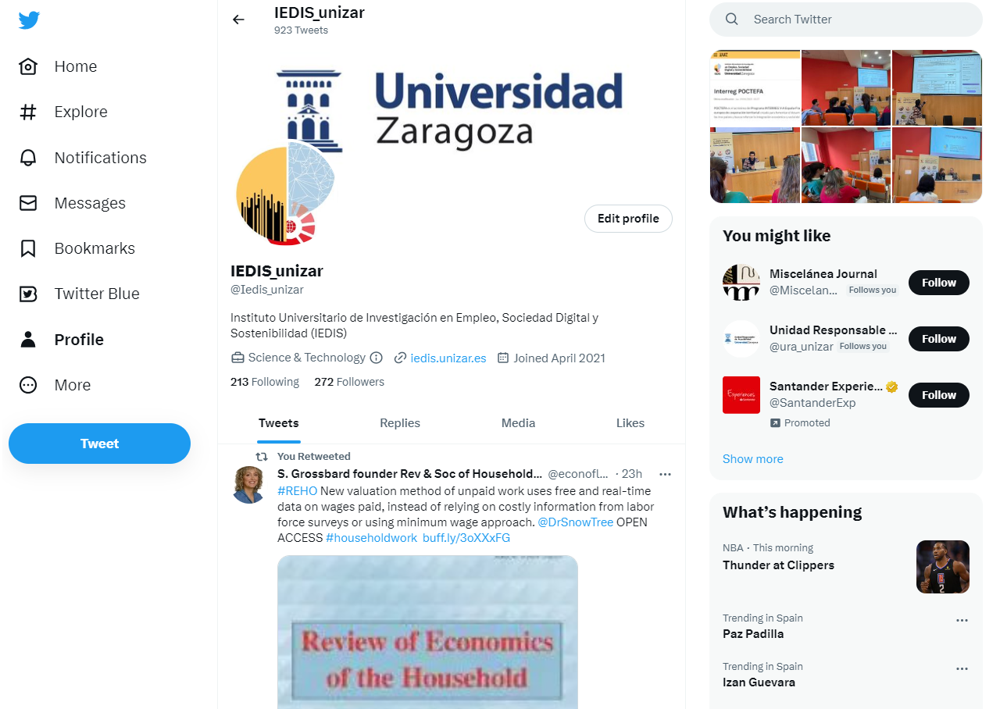 Home
Explore
Notifications
Messages
Bookmarks
Twitter Blue
Profile
More
Tweet
IEDIS_unizar
923 Tweets
Universidad
Zaragoza
Edit profile
IEDIS_unizar
@Iedis_unizar
Instituto Universitario de Investigación en Empleo, Sociedad Digital y
Sostenibilidad (IEDIS)
Science & Technology iedis.unizar.es Joined April 2021
213 Following 272 Followers
Tweets Replies Media Likes
You Retweeted
S. Grossbard founder Rev & Soc of Household... @econofl... · 23h
#REHO New valuation method of unpaid work uses free and real-time
data on wages paid, instead of relying on costly information from labor
force surveys or using minimum wage approach. @DrSnowTree OPEN
ACCESS #householdwork buff.ly/3oXXxFG
Review of Economics
of the Household
Search Twitter
Interreg POCTEFA
You might like
Miscelánea Journal
@Miscelan... Follows you
Follow
Unidad Responsable ...
@ura_unizar Follows you
Follow
Experiences
Santander Experie...
@SantanderExp
Promoted
Follow
Show more
What's happening
NBA · This morning
Thunder at Clippers
2
Trending in Spain
Paz Padilla
Trending in Spain
Izan Guevara